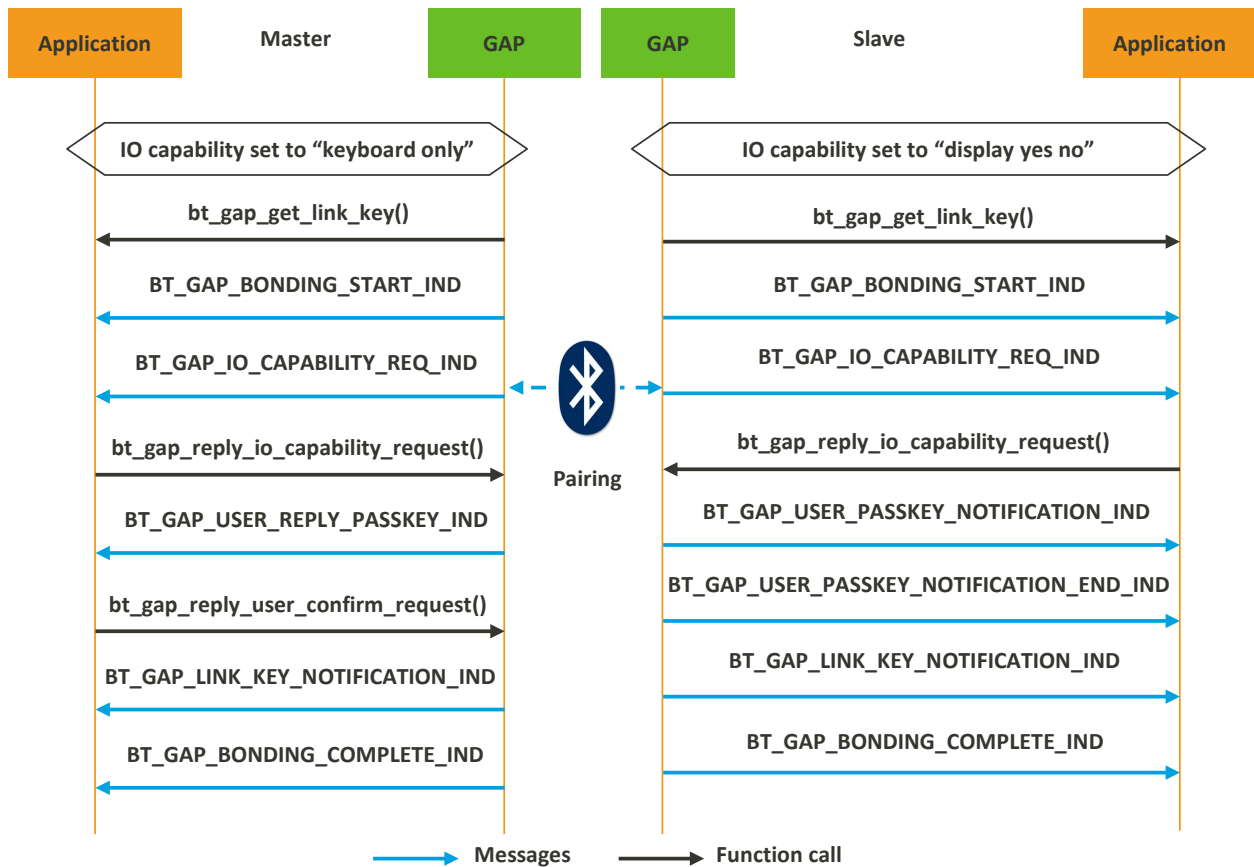 Application
Master
GAP
GAP
Slave
Application
IO capability set to “keyboard only”
IO capability set to “display yes no”
bt_gap_get_link_key()
bt_gap_get_link_key()
BT_GAP_BONDING_START_IND
BT_GAP_BONDING_START_IND
BT_GAP_IO_CAPABILITY_REQ_IND
BT_GAP_IO_CAPABILITY_REQ_IND
bt_gap_reply_io_capability_request()
bt_gap_reply_io_capability_request()
Pairing
BT_GAP_USER_REPLY_PASSKEY_IND
BT_GAP_USER_PASSKEY_NOTIFICATION_IND
BT_GAP_USER_PASSKEY_NOTIFICATION_END_IND
bt_gap_reply_user_confirm_request()
BT_GAP_LINK_KEY_NOTIFICATION_IND
BT_GAP_LINK_KEY_NOTIFICATION_IND
BT_GAP_BONDING_COMPLETE_IND
BT_GAP_BONDING_COMPLETE_IND
Messages
Function call